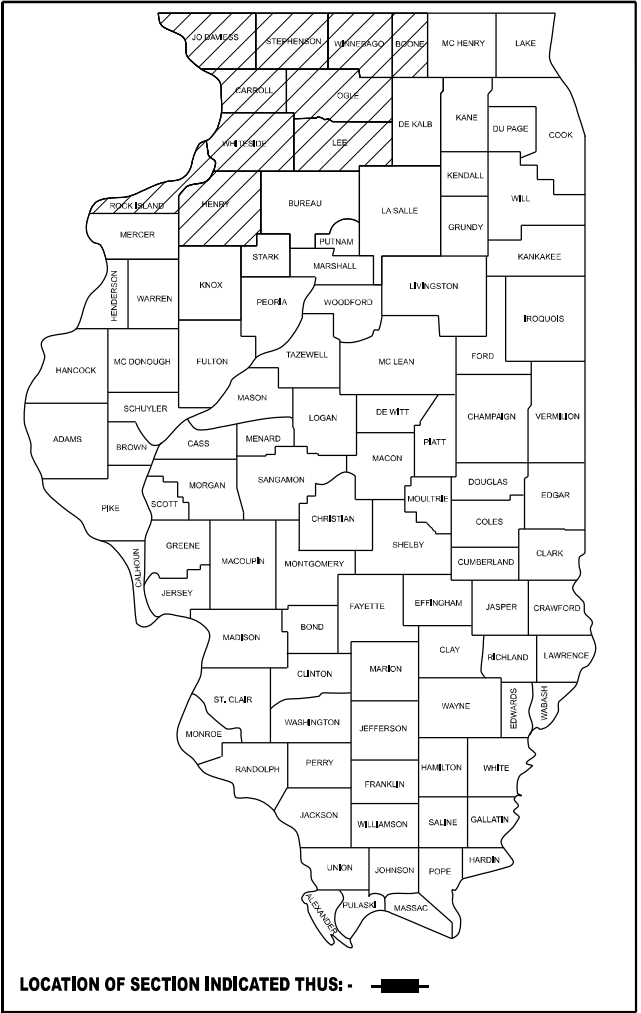 JO DAVIESS
STEPHENSON
WINNEBAGO
BOONE
MC HENRY
LAKE
CARROLL
OGLE
DE KALB
KANE
DU PAGE
COOK
WHITESIDE
LEE
KENDALL
WILL
ROCK ISLAND
HENRY
BUREAU
LA SALLE
GRUNDY
MERCER
PUTNAM
STARK
MARSHALL
KANKAKEE
HENDERSON
WARREN
KNOX
PEORIA
WOODFORD
LIVINGSTON
IROQUOIS
HANCOCK
MC DONOUGH
FULTON
TAZEWELL
MC LEAN
FORD
MASON
SCHUYLER
LOGAN
DE WITT
CHAMPAIGN
VERMILION
ADAMS
BROWN
CASS
MENARD
MACON
PIATT
PIKE
SCOTT
MORGAN
SANGAMON
DOUGLAS
MOULTRIE
EDGAR
CHRISTIAN
COLES
GREENE
MACOUPIN
MONTGOMERY
SHELBY
CUMBERLAND
CLARK
CALHOUN
JERSEY
FAYETTE
EFFINGHAM
JASPER
CRAWFORD
MADISON
BOND
CLAY
RICHLAND
LAWRENCE
CLINTON
MARION
ST. CLAIR
WAYNE
EDWARDS
WABASH
WASHINGTON
JEFFERSON
MONROE
RANDOLPH
PERRY
HAMILTON
WHITE
FRANKLIN
JACKSON
WILLIAMSON
SALINE
GALLATIN
UNION
JOHNSON
POPE
HARDIN
ALEXANDER
PULASKI
MASSAC
LOCATION OF SECTION INDICATED THUS: -